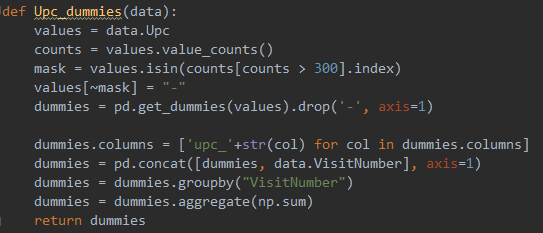 def Upc_dummies(data):
    values = data.Upc
    counts = values.value_counts()
    mask = values.isin(counts[counts > 300].index)
    values[~mask] = "-"
    dummies = pd.get_dummies(values).drop('-', axis=1)

    dummies.columns = ['upc_'+str(col) for col in dummies.columns]
    dummies = pd.concat([dummies, data.VisitNumber], axis=1)
    dummies = dummies.groupby("VisitNumber")
    dummies = dummies.aggregate(np.sum)
    return dummies